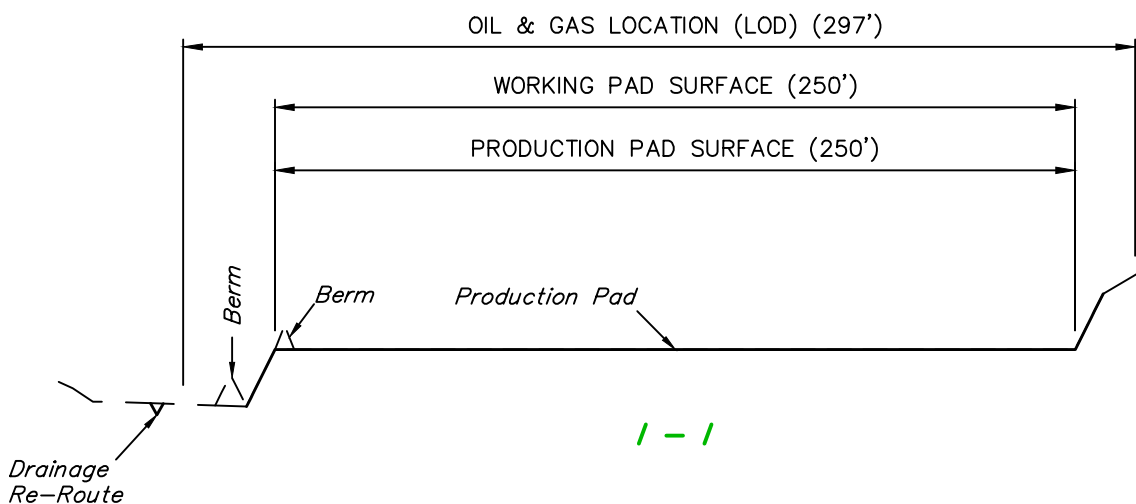 OIL & GAS LOCATION (LOD) (297')
WORKING PAD SURFACE (250')
PRODUCTION PAD SURFACE (250')
Berm
Berm
Production Pad
1 - 1
Drainage
Re-Route